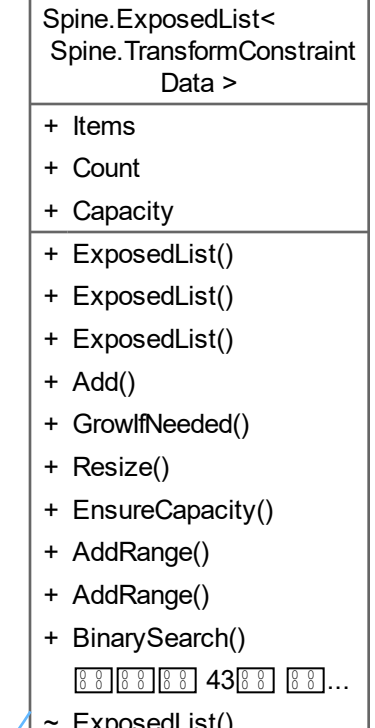 Spine.ExposedList<
Spine.TransformConstraint
Data >
+ Items
+ Count
+ Capacity
+ ExposedList()
+ ExposedList()
+ ExposedList()
+ Add()
+ GrowIfNeeded()
+ Resize()
+ EnsureCapacity()
+ AddRange()
+ AddRange()
+ BinarySearch()
43 ...
~ ExposedList()